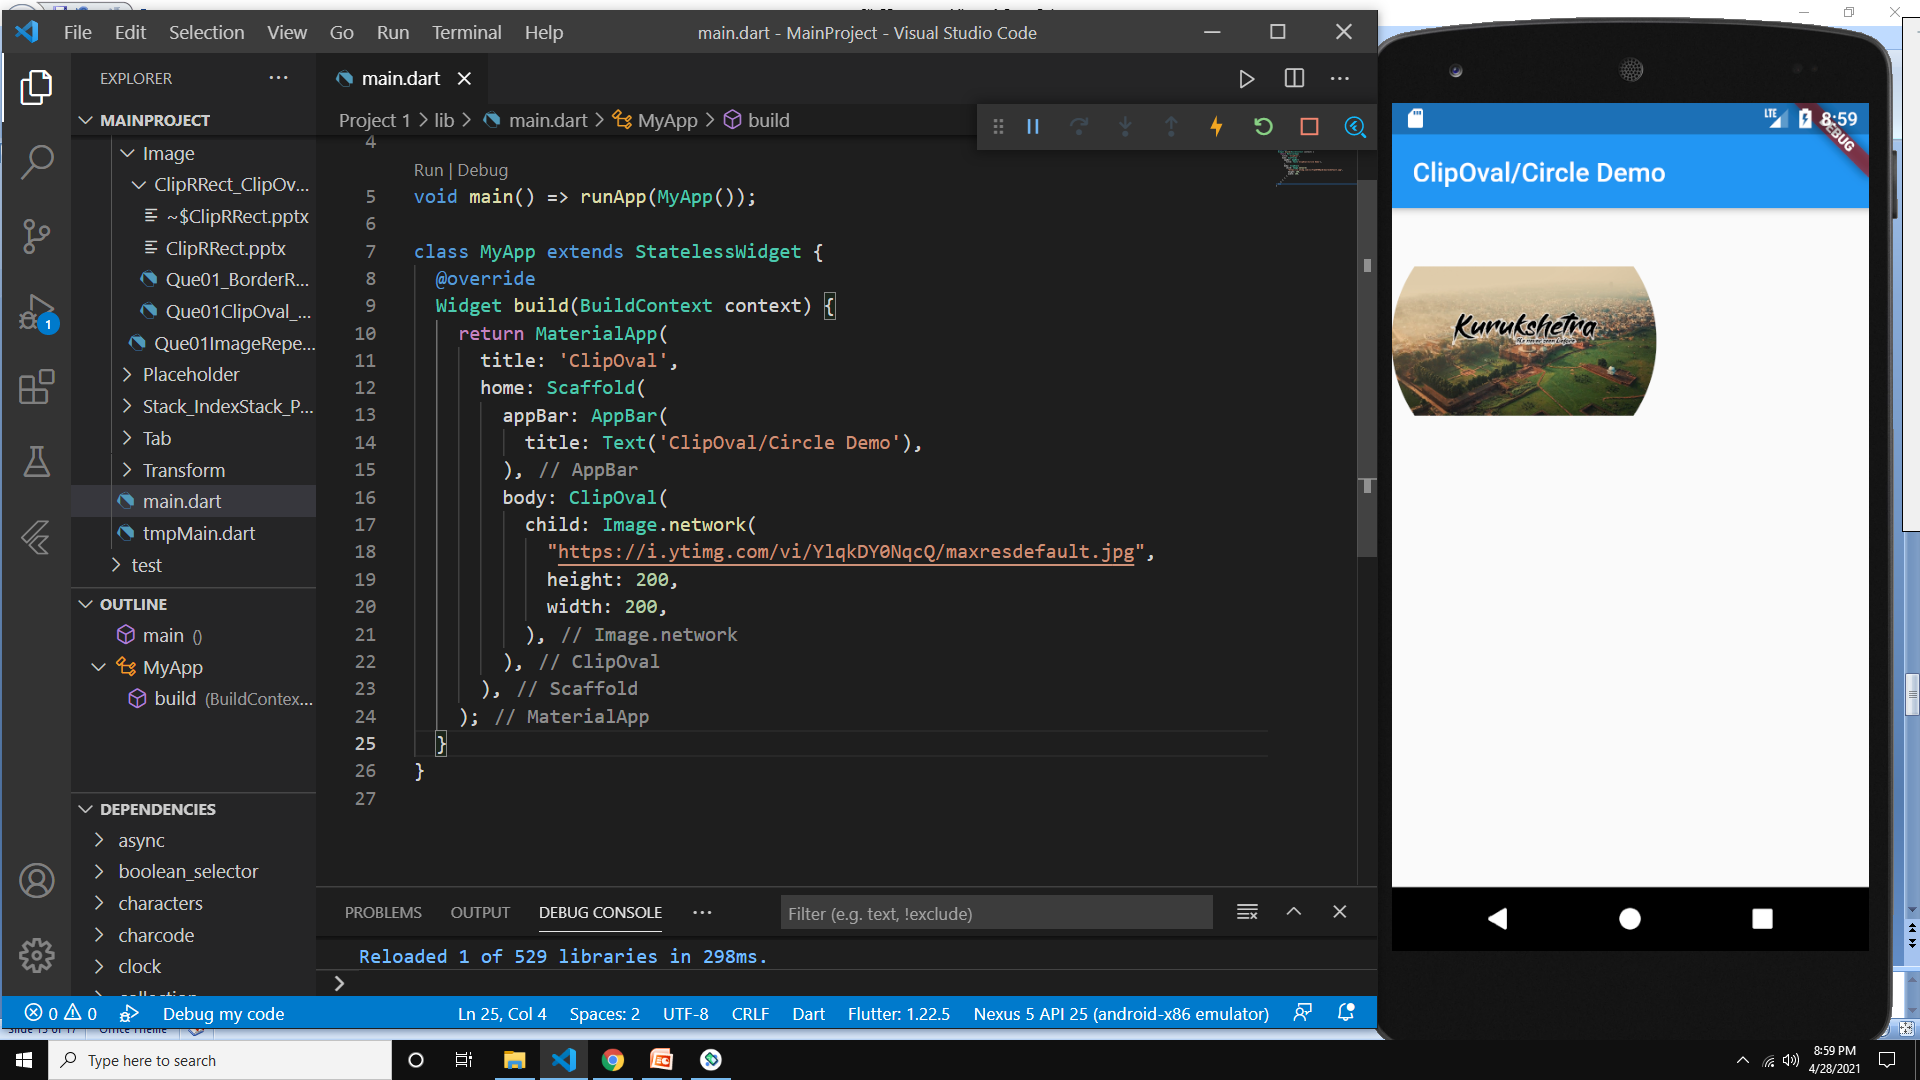 File Edit Selection View Go Run Terminal Help
main.dart - MainProject - Visual Studio Code
EXPLORER
main.dart
MAINPROJECT
Project 1 > lib > main.dart > MyApp > build
Image
ClipRRect_ClipOv...
~$ClipRRect.pptx
ClipRRect.pptx
Que01_BorderR...
Que01ClipOval_...
Que01ImageRepe...
Placeholder
Stack_IndexStack_P...
Tab
Transform
main.dart
tmpMain.dart
test
OUTLINE
main ()
MyApp
build (BuildContex...
DEPENDENCIES
async
boolean_selector
characters
charcode
clock
1
4
Run | Debug
5 void main() => runApp(MyApp());
6
7 class MyApp extends StatelessWidget {
8 @override
9 Widget build(BuildContext context) {
10 return MaterialApp(
11 title: 'ClipOval',
12 home: Scaffold(
13 appBar: AppBar(
14 title: Text('ClipOval/Circle Demo'),
15 ), // AppBar
16 body: ClipOval(
17 child: Image.network(
18 "https://i.ytimg.com/vi/YlqkDY0NqcQ/maxresdefault.jpg",
19 height: 200,
20 width: 200,
21 ), // Image.network
22 ), // ClipOval
23 ), // Scaffold
24 ); // MaterialApp
25 }
26 }
27
PROBLEMS OUTPUT DEBUG CONSOLE
Filter (e.g. text, !exclude)
Reloaded 1 of 529 libraries in 298ms.
0 0 Debug my code
Ln 25, Col 4 Spaces: 2 UTF-8 CRLF Dart Flutter: 1.22.5 Nexus 5 API 25 (android-x86 emulator)
LTE 8:59
DEBUG
ClipOval/Circle Demo
Kurukshetra
Type here to search
8:59 PM
4/28/2021